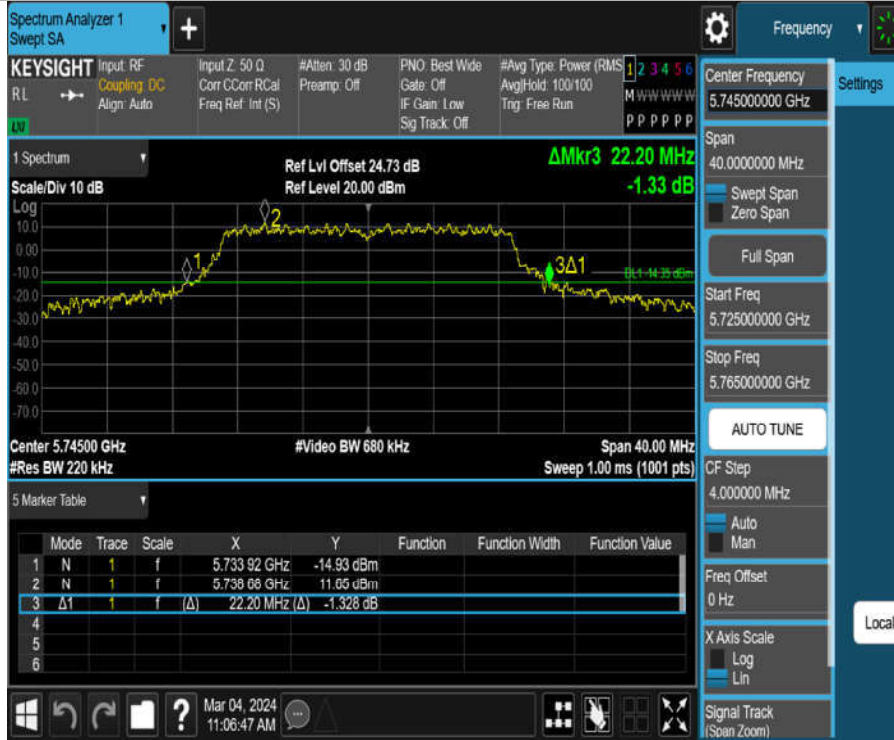 Spectrum Analyzer 1
Swept SA
Frequency
KEYSIGHT Input: RF Input Z: 50 Ω #Atten: 30 dB PNO: Best Wide #Avg Type: Power (RMS 1 2 3 4 5 6
RL Coupling: DC Corr CCorr RCal Preamp: Off Gate: Off Avg|Hold: 100/100 M W W W W W
Align: Auto Freq Ref: Int (S) IF Gain: Low Trig: Free Run
Sig Track: Off P P P P P P
LXI
1 Spectrum
Scale/Div 10 dB
Ref Lvl Offset 24.73 dB
Ref Level 20.00 dBm
ΔMkr3 22.20 MHz
-1.33 dB
Log
10.0
0.00
-10.0
-20.0
-30.0
-40.0
-50.0
-60.0
-70.0
1
2
3Δ1
DL1 -14.35 dBm
Center 5.74500 GHz #Video BW 680 kHz Span 40.00 MHz
#Res BW 220 kHz Sweep 1.00 ms (1001 pts)
5 Marker Table
Mode Trace Scale X Y Function Function Width Function Value
1 N 1 f 5.733 92 GHz -14.93 dBm
2 N 1 f 5.738 68 GHz 11.65 dBm
3 Δ1 1 f (Δ) 22.20 MHz (Δ) -1.328 dB
4
5
6
?
Mar 04, 2024
11:06:47 AM
Center Frequency
5.745000000 GHz
Span
40.0000000 MHz
Swept Span
Zero Span
Full Span
Start Freq
5.725000000 GHz
Stop Freq
5.765000000 GHz
AUTO TUNE
CF Step
4.000000 MHz
Auto
Man
Freq Offset
0 Hz
X Axis Scale
Log
Lin
Signal Track
(Span Zoom)
Settings
Local